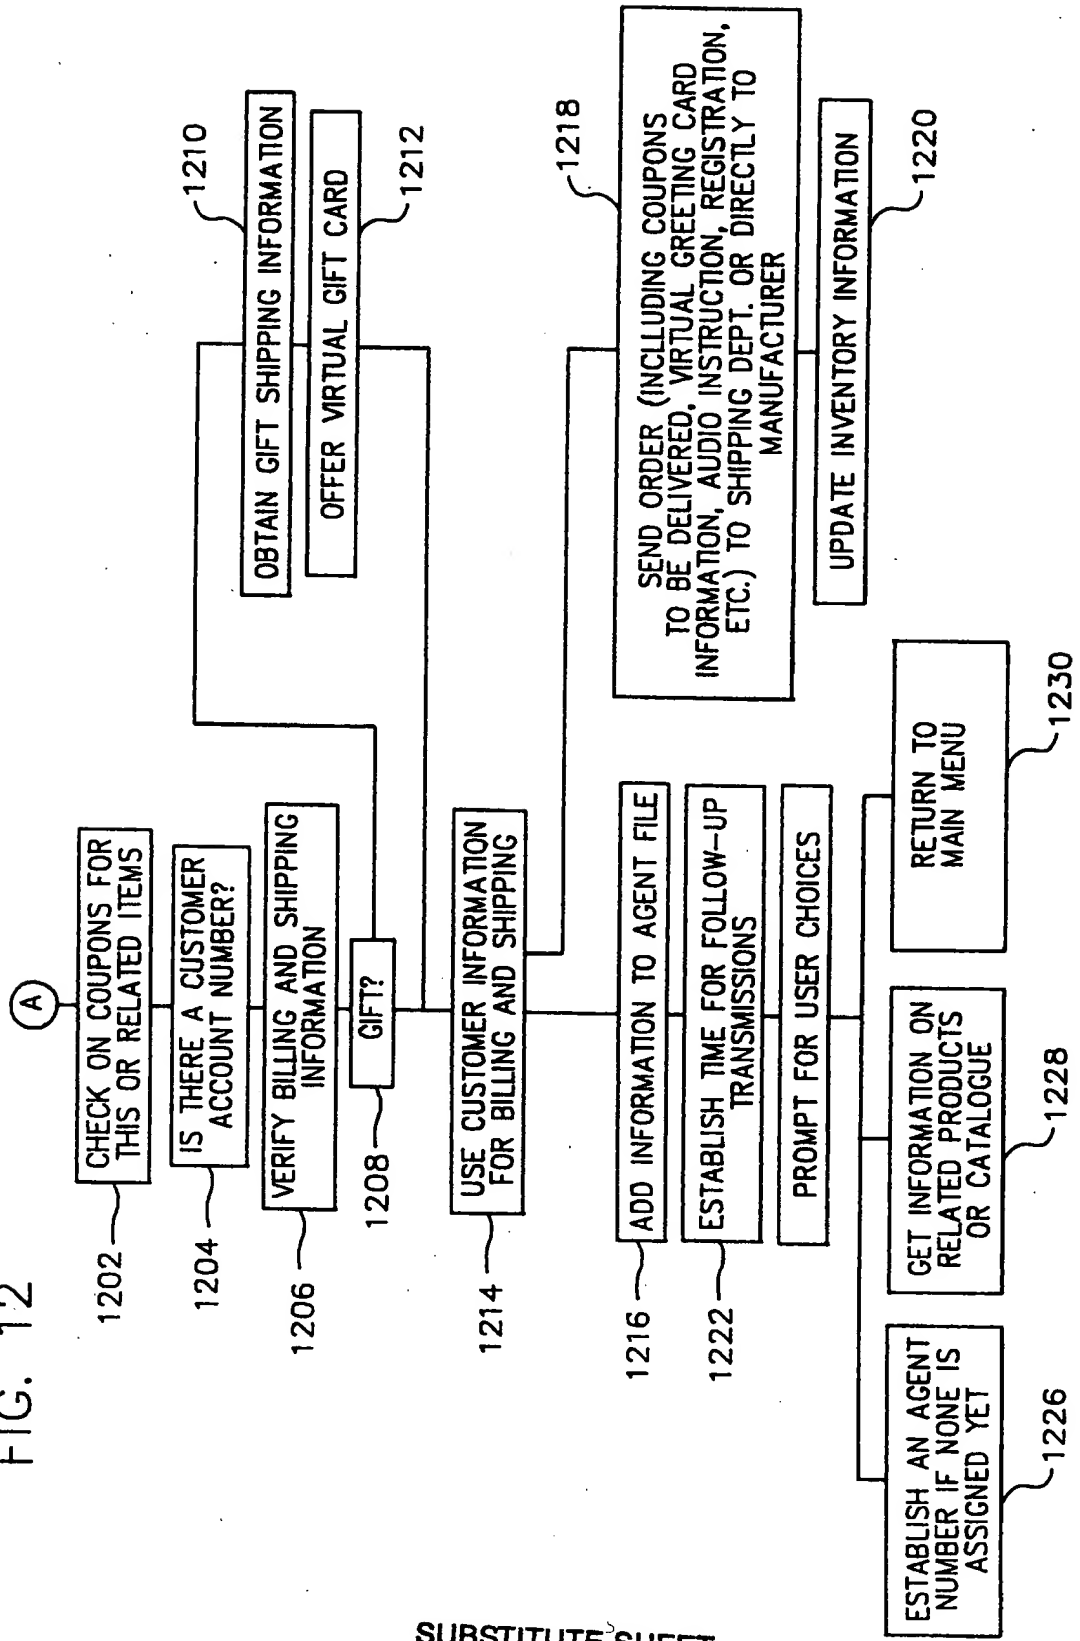 FIG. 12
A
CHECK ON COUPONS FOR
THIS OR RELATED ITEMS
1202
IS THERE A CUSTOMER
ACCOUNT NUMBER?
1204
VERIFY BILLING AND SHIPPING
INFORMATION
1206
GIFT?
1208
OBTAIN GIFT SHIPPING INFORMATION
1210
OFFER VIRTUAL GIFT CARD
1212
USE CUSTOMER INFORMATION
FOR BILLING AND SHIPPING
1214
SEND ORDER (INCLUDING COUPONS
TO BE DELIVERED, VIRTUAL GREETING CARD
INFORMATION, AUDIO INSTRUCTION, REGISTRATION,
ETC.) TO SHIPPING DEPT. OR DIRECTLY TO
MANUFACTURER
1218
UPDATE INVENTORY INFORMATION
1220
1216
ADD INFORMATION TO AGENT FILE
1222
ESTABLISH TIME FOR FOLLOW-UP
TRANSMISSIONS
PROMPT FOR USER CHOICES
ESTABLISH AN AGENT
NUMBER IF NONE IS
ASSIGNED YET
1226
GET INFORMATION ON
RELATED PRODUCTS
OR CATALOGUE
1228
RETURN TO
MAIN MENU
1230
SUBSTITUTE SHEET